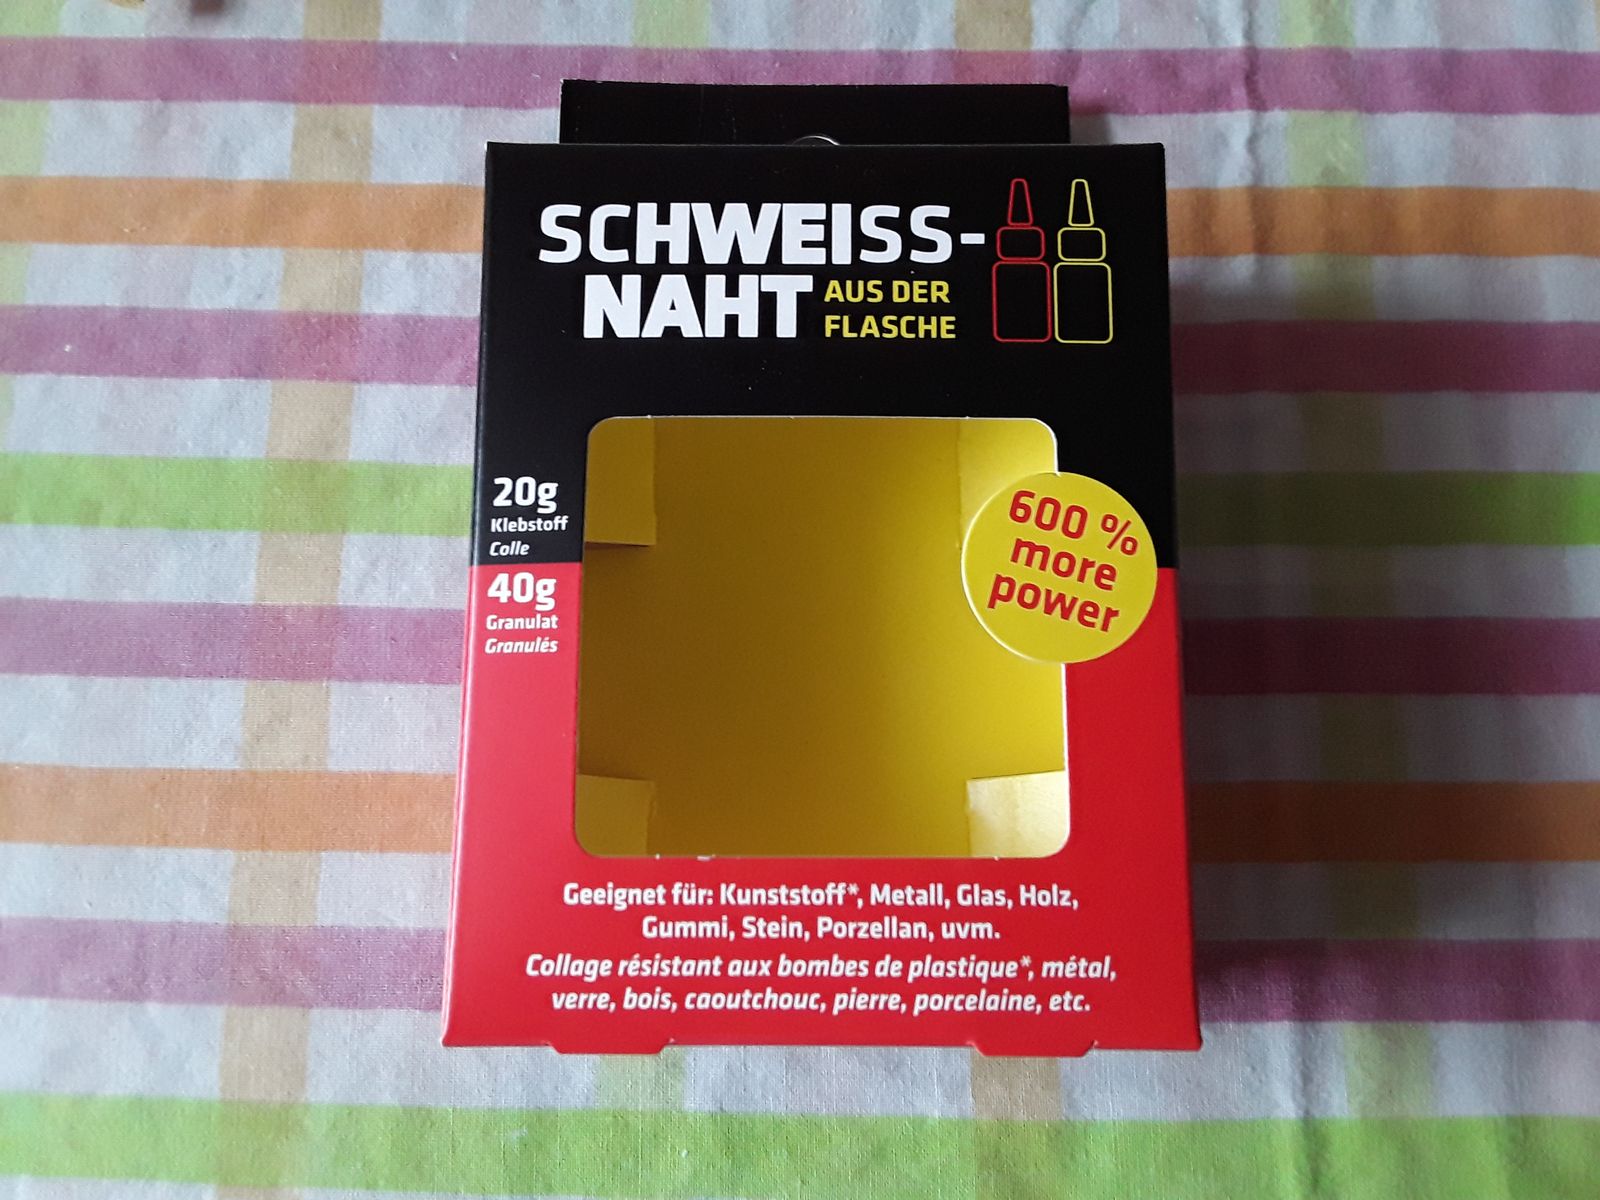 SCHWEISS-
NAHT AUS DER
FLASCHE
20g
Klebstoff
Colle
40g
Granulat
Granulés
600 %
more
power
Geeignet für: Kunststoff*, Metall, Glas, Holz,
Gummi, Stein, Porzellan, uvm.
Collage résistant aux bombes de plastique*, métal,
verre, bois, caoutchouc, pierre, porcelaine, etc.